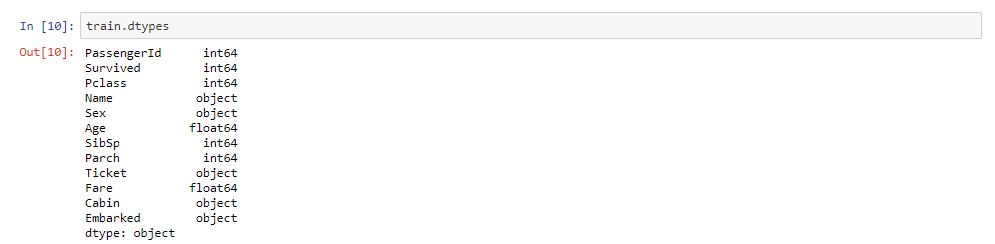 In [10]: train.dtypes
Out[10]: PassengerId int64
Survived int64
Pclass int64
Name object
Sex object
Age float64
SibSp int64
Parch int64
Ticket object
Fare float64
Cabin object
Embarked object
dtype: object